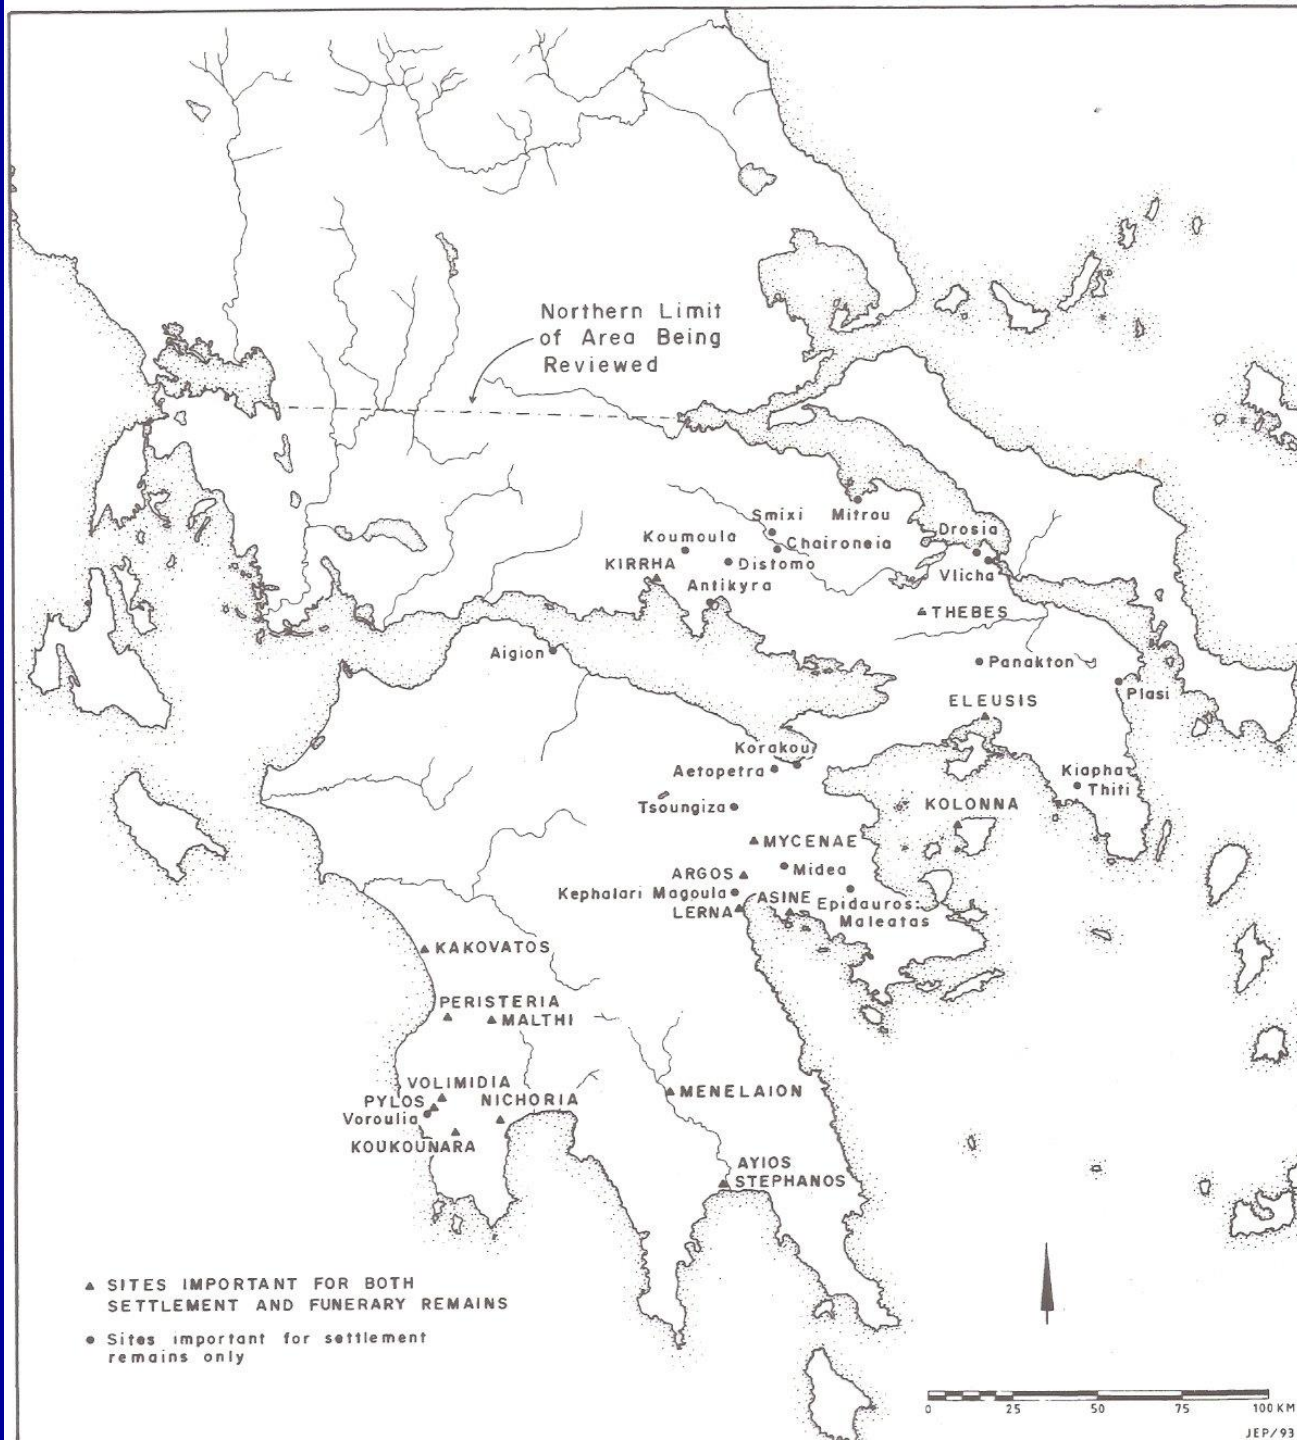 Northern Limit
of Area Being
Reviewed
Smixi
Mitrou
Drosia
Koumoula
Chaironeia
KIRRHA
Distomo
Vlicha
Antikyra
THEBES
Aigion
Panakton
Plasi
ELEUSIS
Korakou
Aetopetra
Kiapha
Thiti
Tsoungiza
KOLONNA
MYCENAE
ARGOS
Midea
Kephalari Magoula
ASINE
Epidauros:
Maleatas
LERNA
KAKOVATOS
PERISTERIA
MALTHI
VOLIMIDIA
PYLOS
NICHORIA
MENELAION
Voroulia
KOUKOUNARA
AYIOS
STEPHANOS
SITES IMPORTANT FOR BOTH
SETTLEMENT AND FUNERARY REMAINS
Sites important for settlement
remains only
0 25 50 75 100 KM
JEP/93